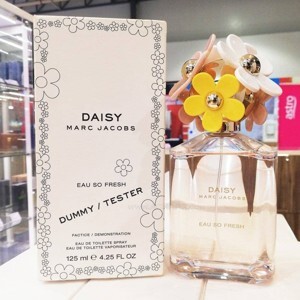 DAISY
MARC JACOBS
EAU SO FRESH
DUMMY / TESTER
FACTICE / DEMONSTRATION
EAU DE TOILETTE SPRAY
EAU DE TOILETTE VAPORISATEUR
125 ml ℮ 4.25 FL OZ
DAISY
MARC JACOBS
EAU SO FRESH
astro